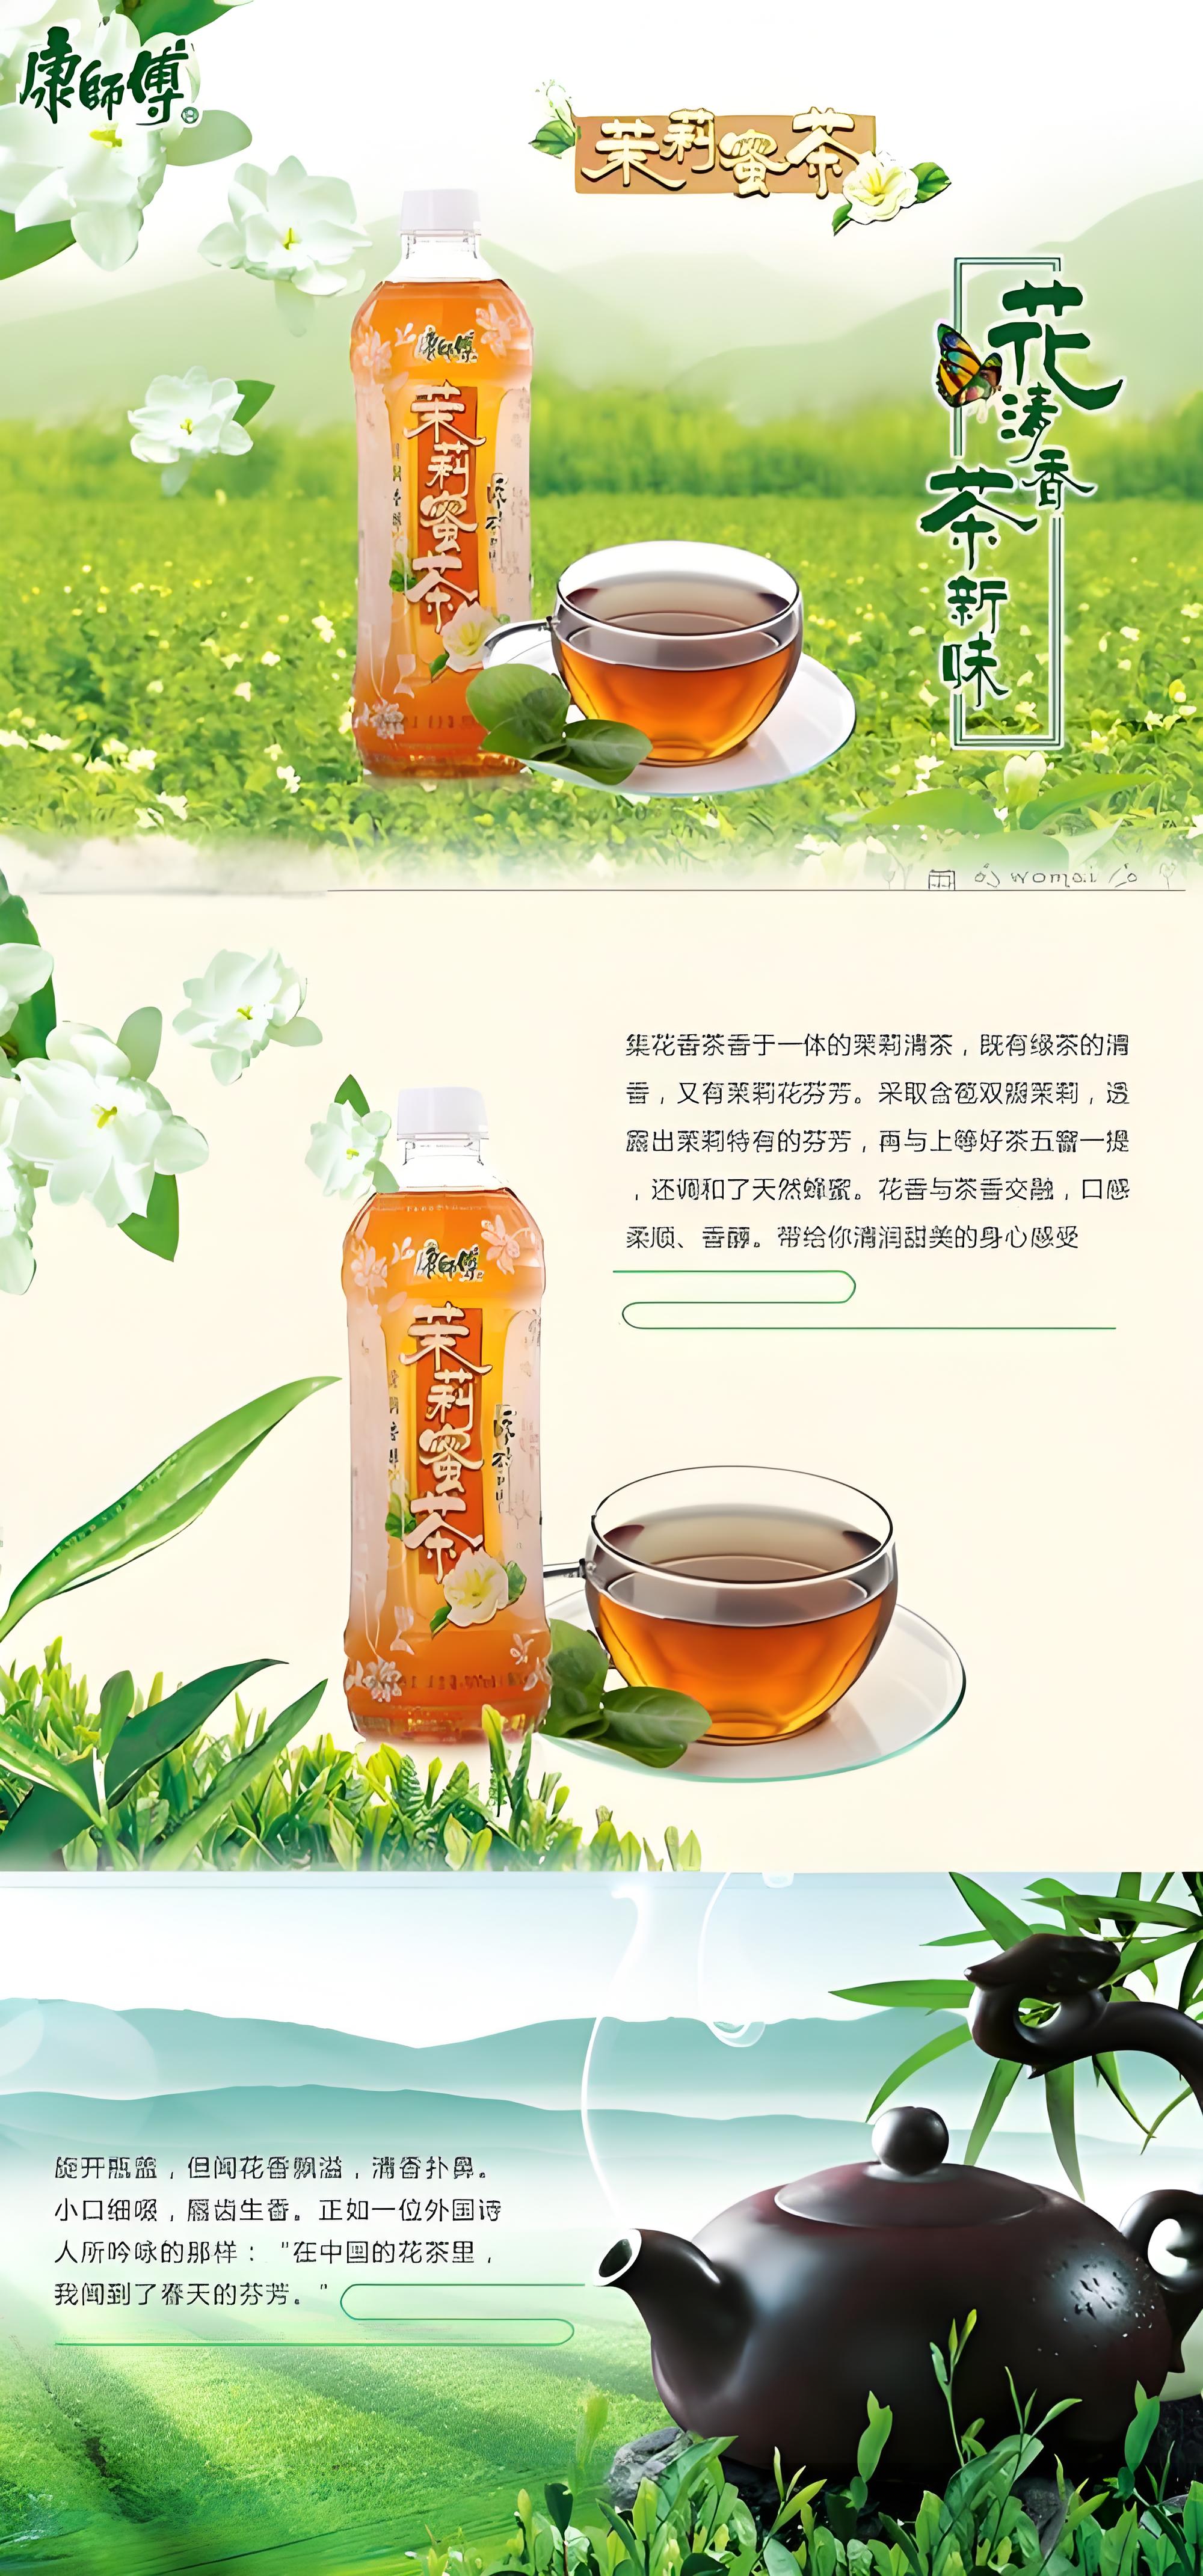 康師傅
茉莉蜜茶
花清香
茶新味
康師傅
茉莉蜜茶
womai
集花香茶香于一体的茉莉清茶，既有绿茶的清
香，又有茉莉花芬芳。采取含苞双瓣茉莉，透
露出茉莉特有的芬芳，再与上等好茶五窨一提
，还调和了天然蜂蜜。花香与茶香交融，口感
柔顺、香醇。带给你清润甜美的身心感受
康師傅
茉莉蜜茶
旋开瓶盖，但闻花香飘溢，清香扑鼻。
小口细啜，唇齿生香。正如一位外国诗
人所吟咏的那样："在中国的花茶里，
我闻到了春天的芬芳。"